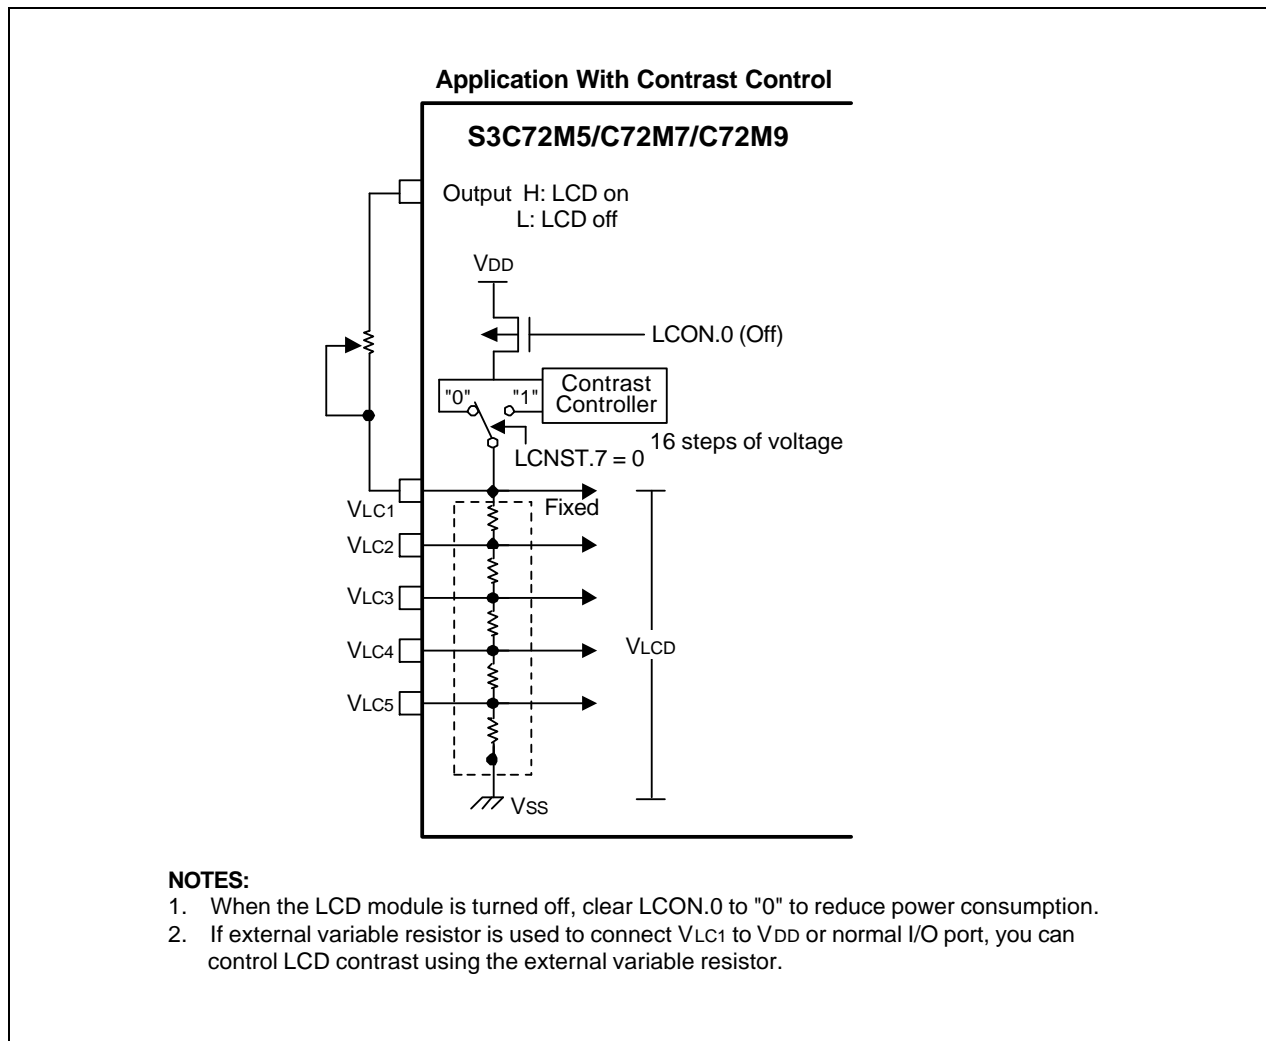 Application With Contrast Control
S3C72M5/C72M7/C72M9
Output H: LCD on
L: LCD off
VDD
LCON.0 (Off)
Contrast
Controller
"0"
"1"
16 steps of voltage
LCNST.7 = 0
Fixed
VLC1
VLC2
VLC3
VLC4
VLCD
VLC5
VSS
NOTES:
1. When the LCD module is turned off, clear LCON.0 to "0" to reduce power consumption.
2. If external variable resistor is used to connect VLC1 to VDD or normal I/O port, you can
control LCD contrast using the external variable resistor.